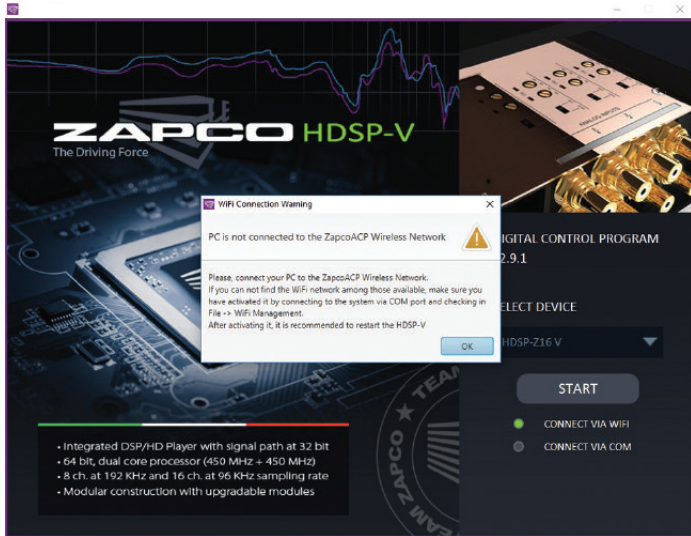 ZAPCO HDSP-V
The Driving Force
ANALOG INPUTS
WiFi Connection Warning
PC is not connected to the ZapcoACP Wireless Network
Please, connect your PC to the ZapcoACP Wireless Network.
If you can not find the WiFi network among those available, make sure you
have activated it by connecting to the system via COM port and checking in
File -> WiFi Management.
After activating it, it is recommended to restart the HDSP-V
OK
IGITAL CONTROL PROGRAM
2.9.1
ELECT DEVICE
HDSP-Z16 V
START
CONNECT VIA WIFI
CONNECT VIA COM
• Integrated DSP/HD Player with signal path at 32 bit
• 64 bit, dual core processor (450 MHz + 450 MHz)
• 8 ch. at 192 KHz and 16 ch. at 96 KHz sampling rate
• Modular construction with upgradable modules
TEAM ZAPCO
TEAM